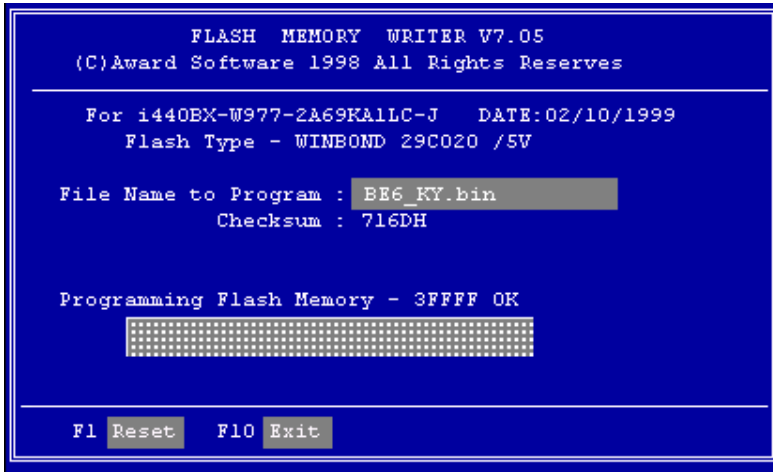 FLASH MEMORY WRITER V7.05
(C)Award Software 1998 All Rights Reserves
For i440BX-W977-2A69KA1LC-J DATE:02/10/1999
Flash Type - WINBOND 29C020 /5V
File Name to Program : BE6_KY.bin
Checksum : 716DH
Programming Flash Memory - 3FFFF OK
F1 Reset F10 Exit